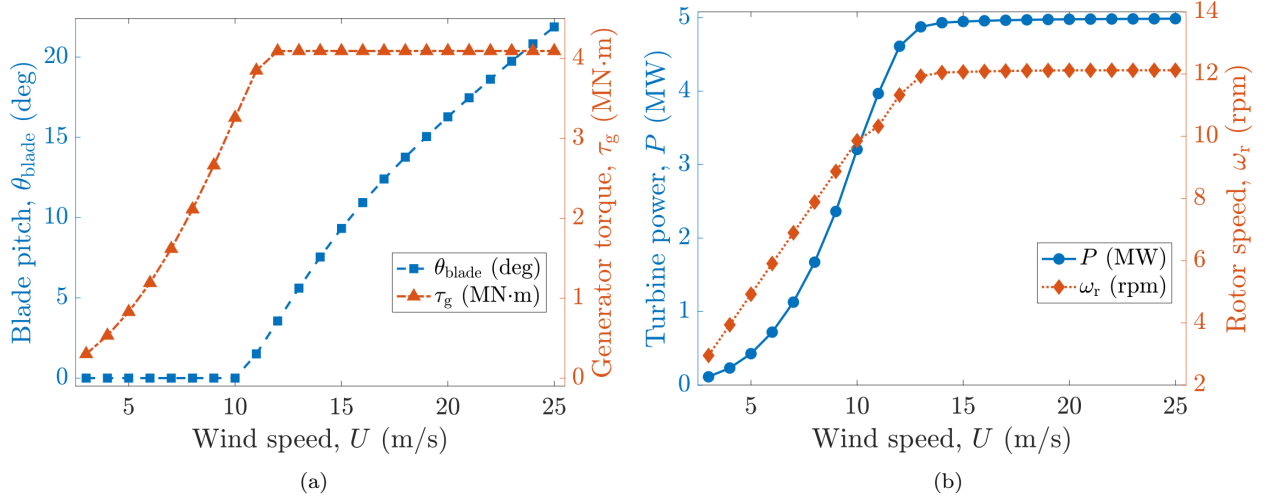 20
15
10
5
0
Blade pitch, θblade (deg)
4
3
2
1
0
Generator torque, τg (MN·m)
θblade (deg)
τg (MN·m)
5 10 15 20 25
Wind speed, U (m/s)
(a)
5
4
3
2
1
0
Turbine power, P (MW)
14
12
10
8
6
4
2
Rotor speed, ωr (rpm)
P (MW)
ωr (rpm)
5 10 15 20 25
Wind speed, U (m/s)
(b)